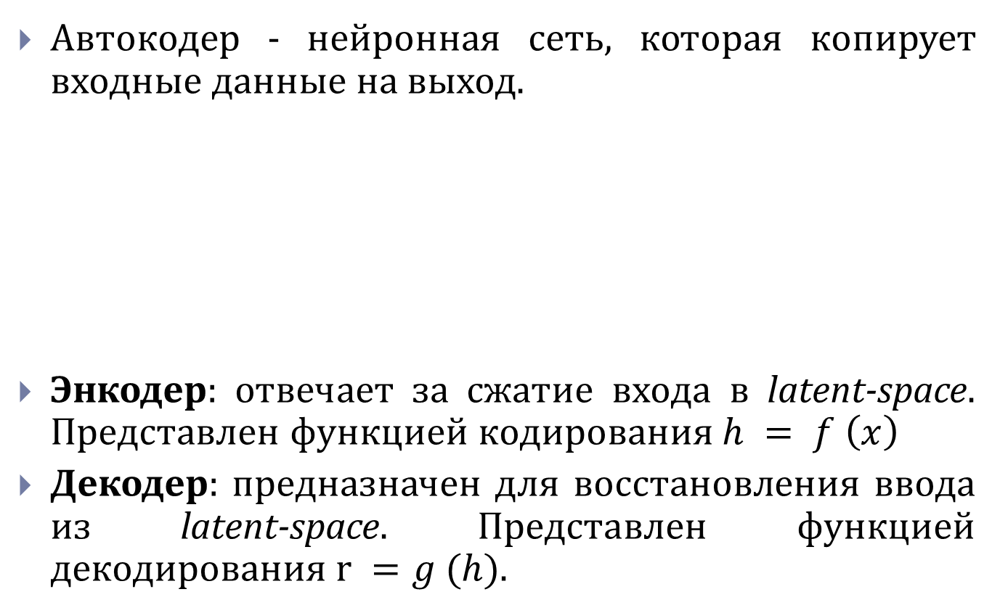 Автокодер - нейронная сеть, которая копирует
входные данные на выход.
Энкодер: отвечает за сжатие входа в latent-space.
Представлен функцией кодирования h = f (x)
Декодер: предназначен для восстановления ввода
из latent-space. Представлен функцией
декодирования r = g (h).